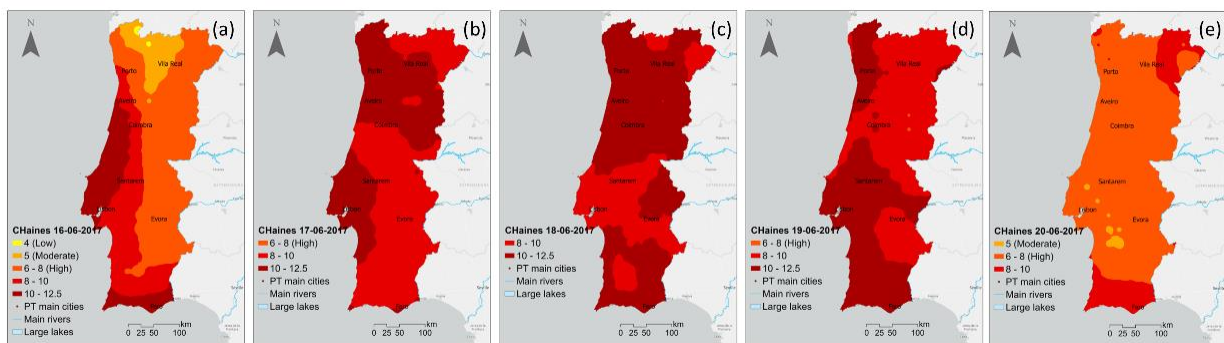 N
(a)
Porto
Vila Real
Aveiro
Coimbra
Santarem
Evora
Faro
CHaines 16-06-2017
4 (Low)
5 (Moderate)
6 - 8 (High)
8 - 10
10 - 12.5
PT main cities
Main rivers
Large lakes
km
0 25 50 100
N
(b)
Porto
Vila Real
Aveiro
Coimbra
Santarem
Lisbon
Evora
Faro
CHaines 17-06-2017
6 - 8 (High)
8 - 10
10 - 12.5
PT main cities
Main rivers
Large lakes
km
0 25 50 100
N
(c)
Porto
Vila Real
Aveiro
Coimbra
Santarem
Lisbon
Evora
Faro
CHaines 18-06-2017
8 - 10
10 - 12.5
PT main cities
Main rivers
Large lakes
km
0 25 50 100
N
(d)
Porto
Vila Real
Aveiro
Coimbra
Santarem
Lisbon
Evora
Faro
CHaines 19-06-2017
6 - 8 (High)
8 - 10
10 - 12.5
PT main cities
Main rivers
Large lakes
km
0 25 50 100
N
(e)
Porto
Vila Real
Aveiro
Coimbra
Santarem
Lisbon
Evora
Faro
CHaines 20-06-2017
5 (Moderate)
6 - 8 (High)
8 - 10
PT main cities
Main rivers
Large lakes
km
0 25 50 100